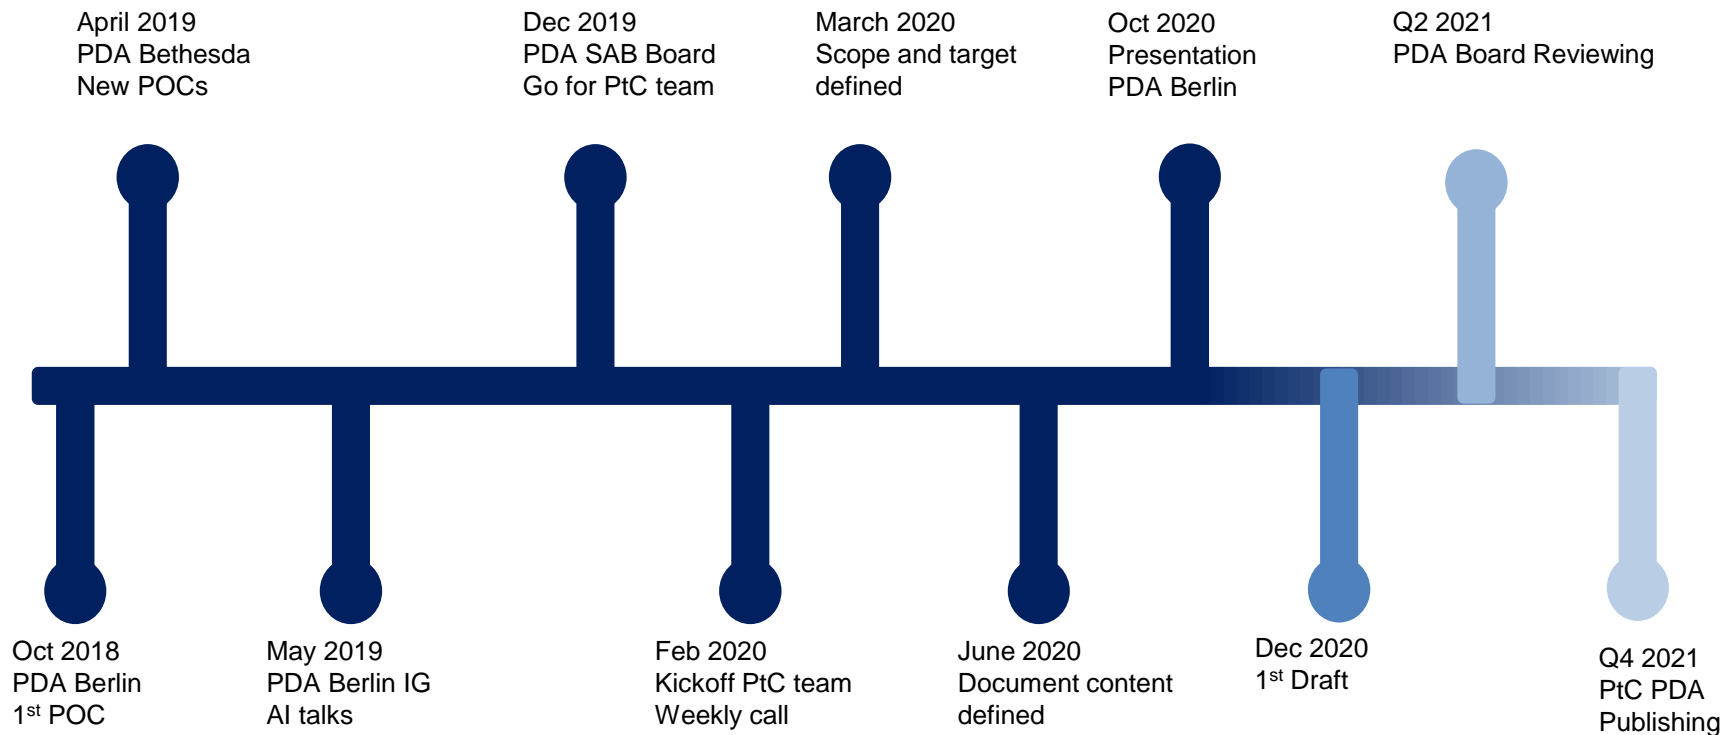 April 2019
PDA Bethesda
New POCs
Dec 2019
PDA SAB Board
Go for PtC team
March 2020
Scope and target
defined
Oct 2020
Presentation
PDA Berlin
Q2 2021
PDA Board Reviewing
Oct 2018
PDA Berlin
1st POC
May 2019
PDA Berlin IG
AI talks
Feb 2020
Kickoff PtC team
Weekly call
June 2020
Document content
defined
Dec 2020
1st Draft
Q4 2021
PtC PDA
Publishing